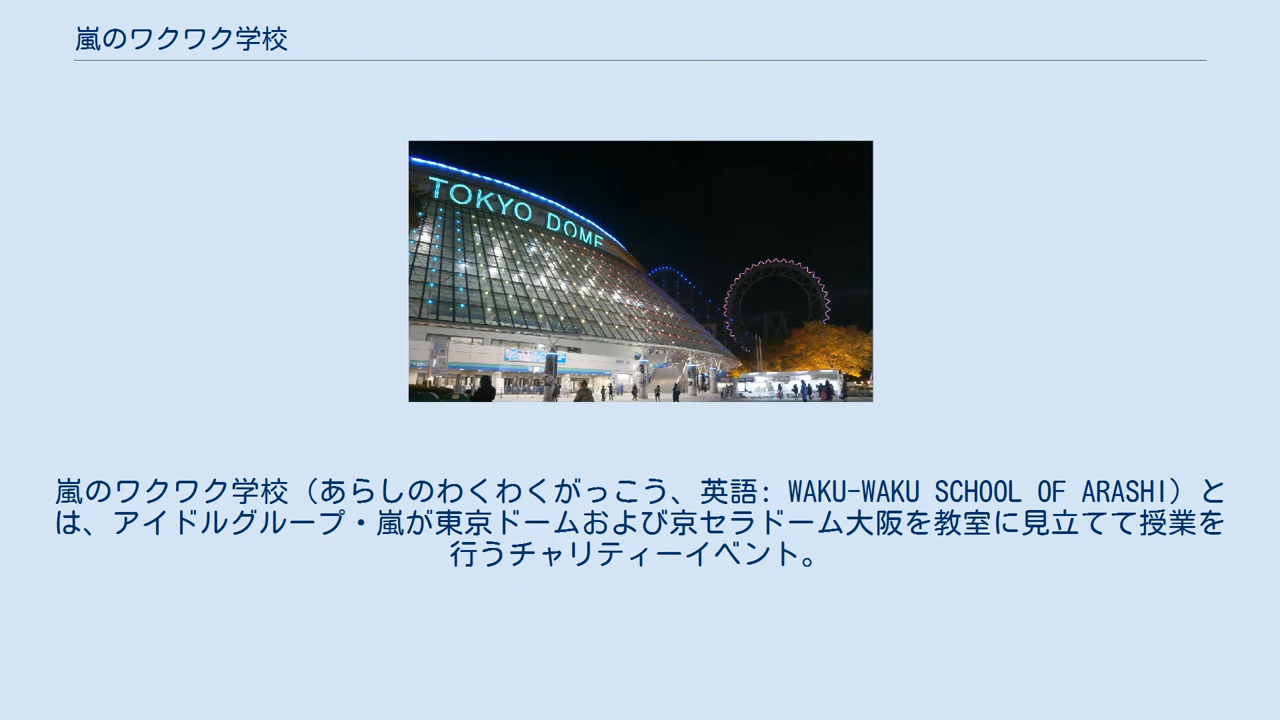 嵐のワクワク学校
TOKYO DOME
嵐のワクワク学校（あらしのわくわくがっこう、英語: WAKU-WAKU SCHOOL OF ARASHI）と
は、アイドルグループ・嵐が東京ドームおよび京セラドーム大阪を教室に見立てて授業を
行うチャリティーイベント。